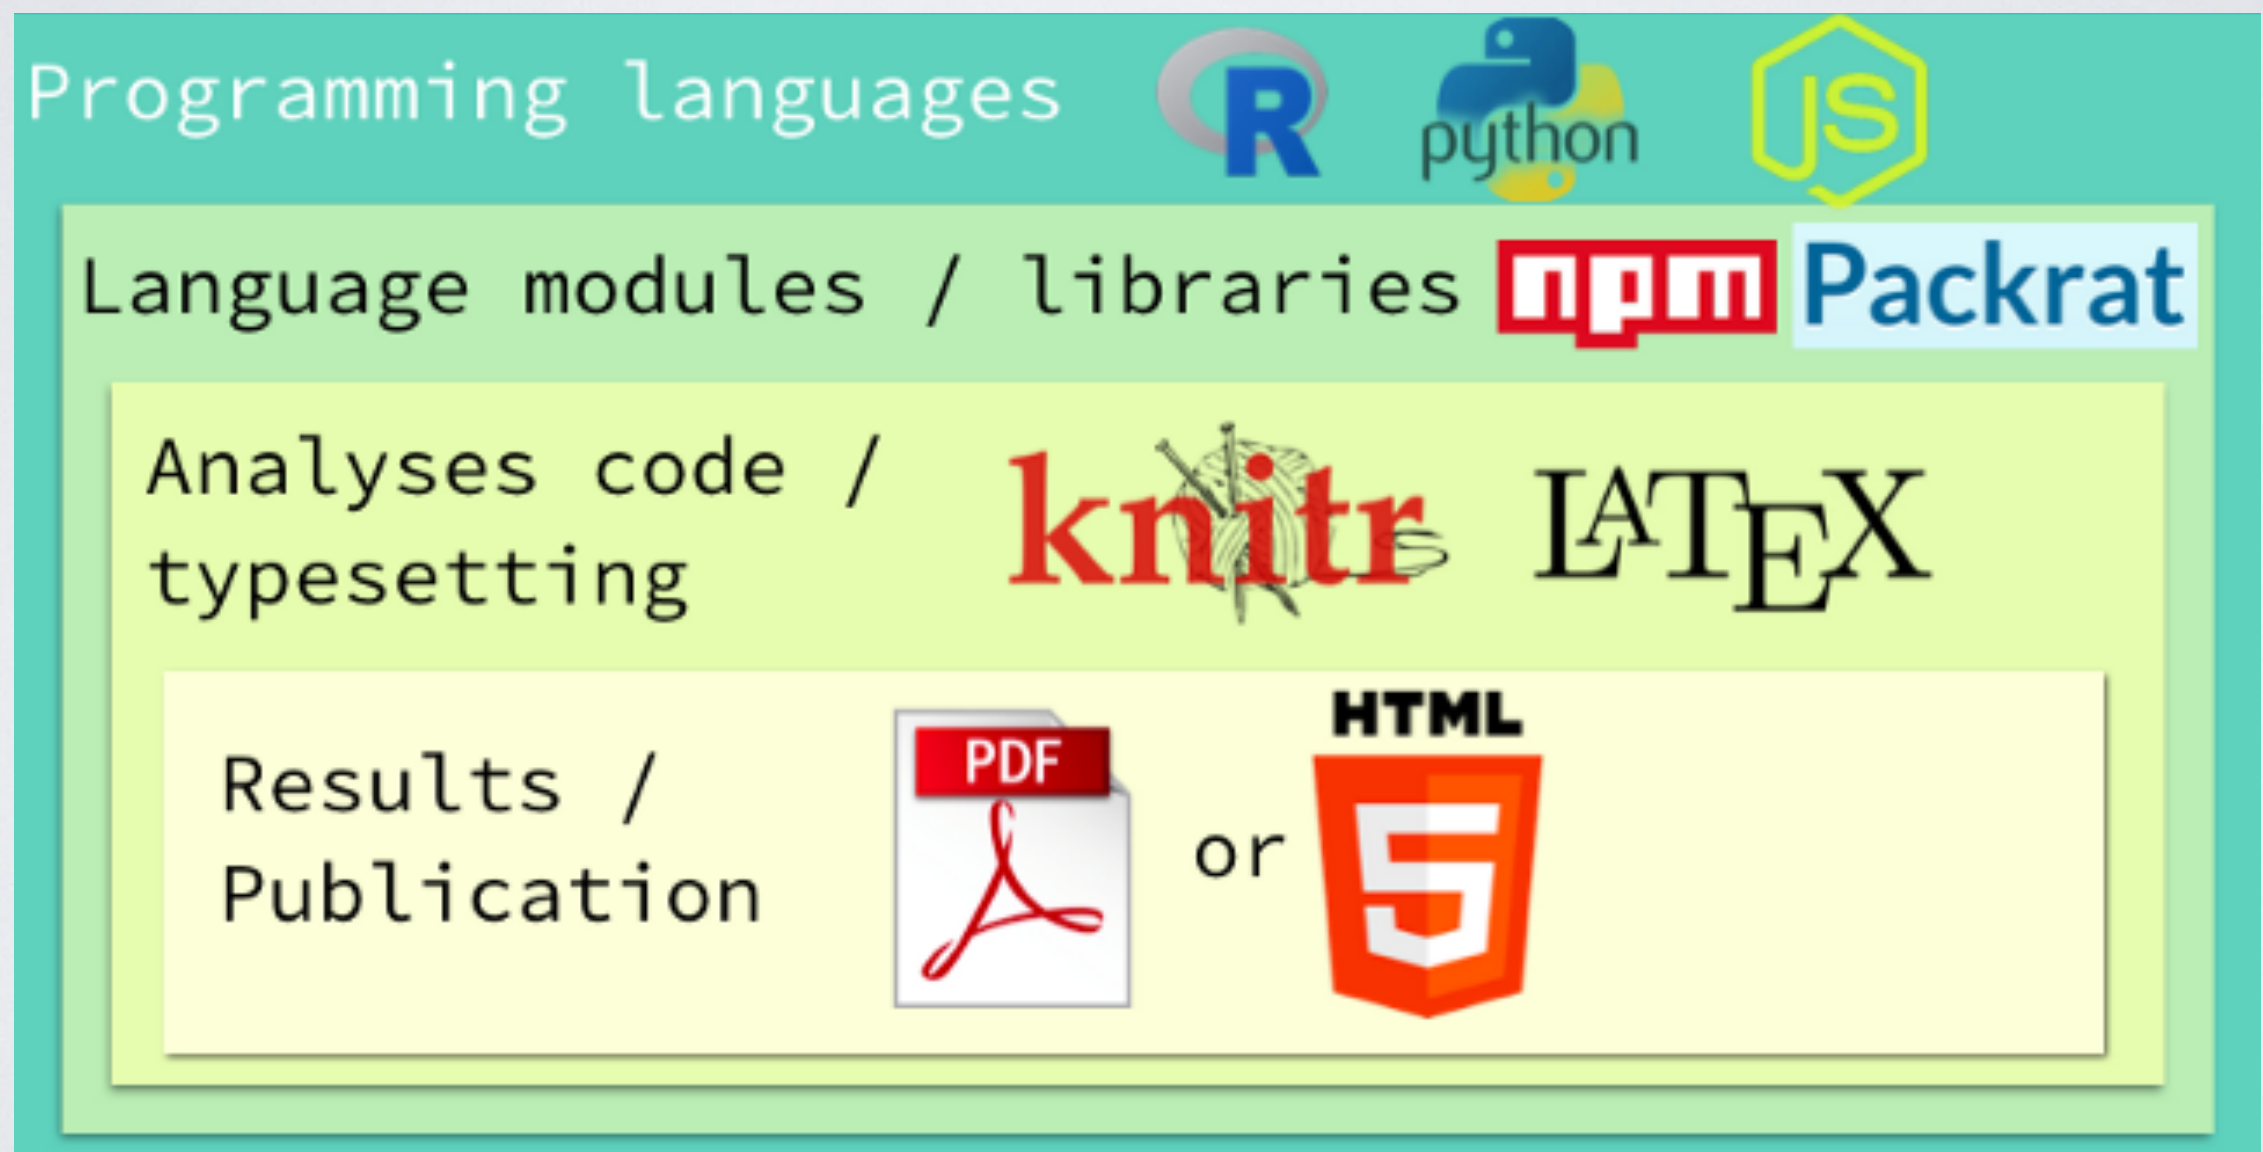 Programming languages R python JS
Language modules / libraries npm Packrat
Analyses code / knitr LATEX
typesetting
HTML
PDF
5
Results /
or
Publication